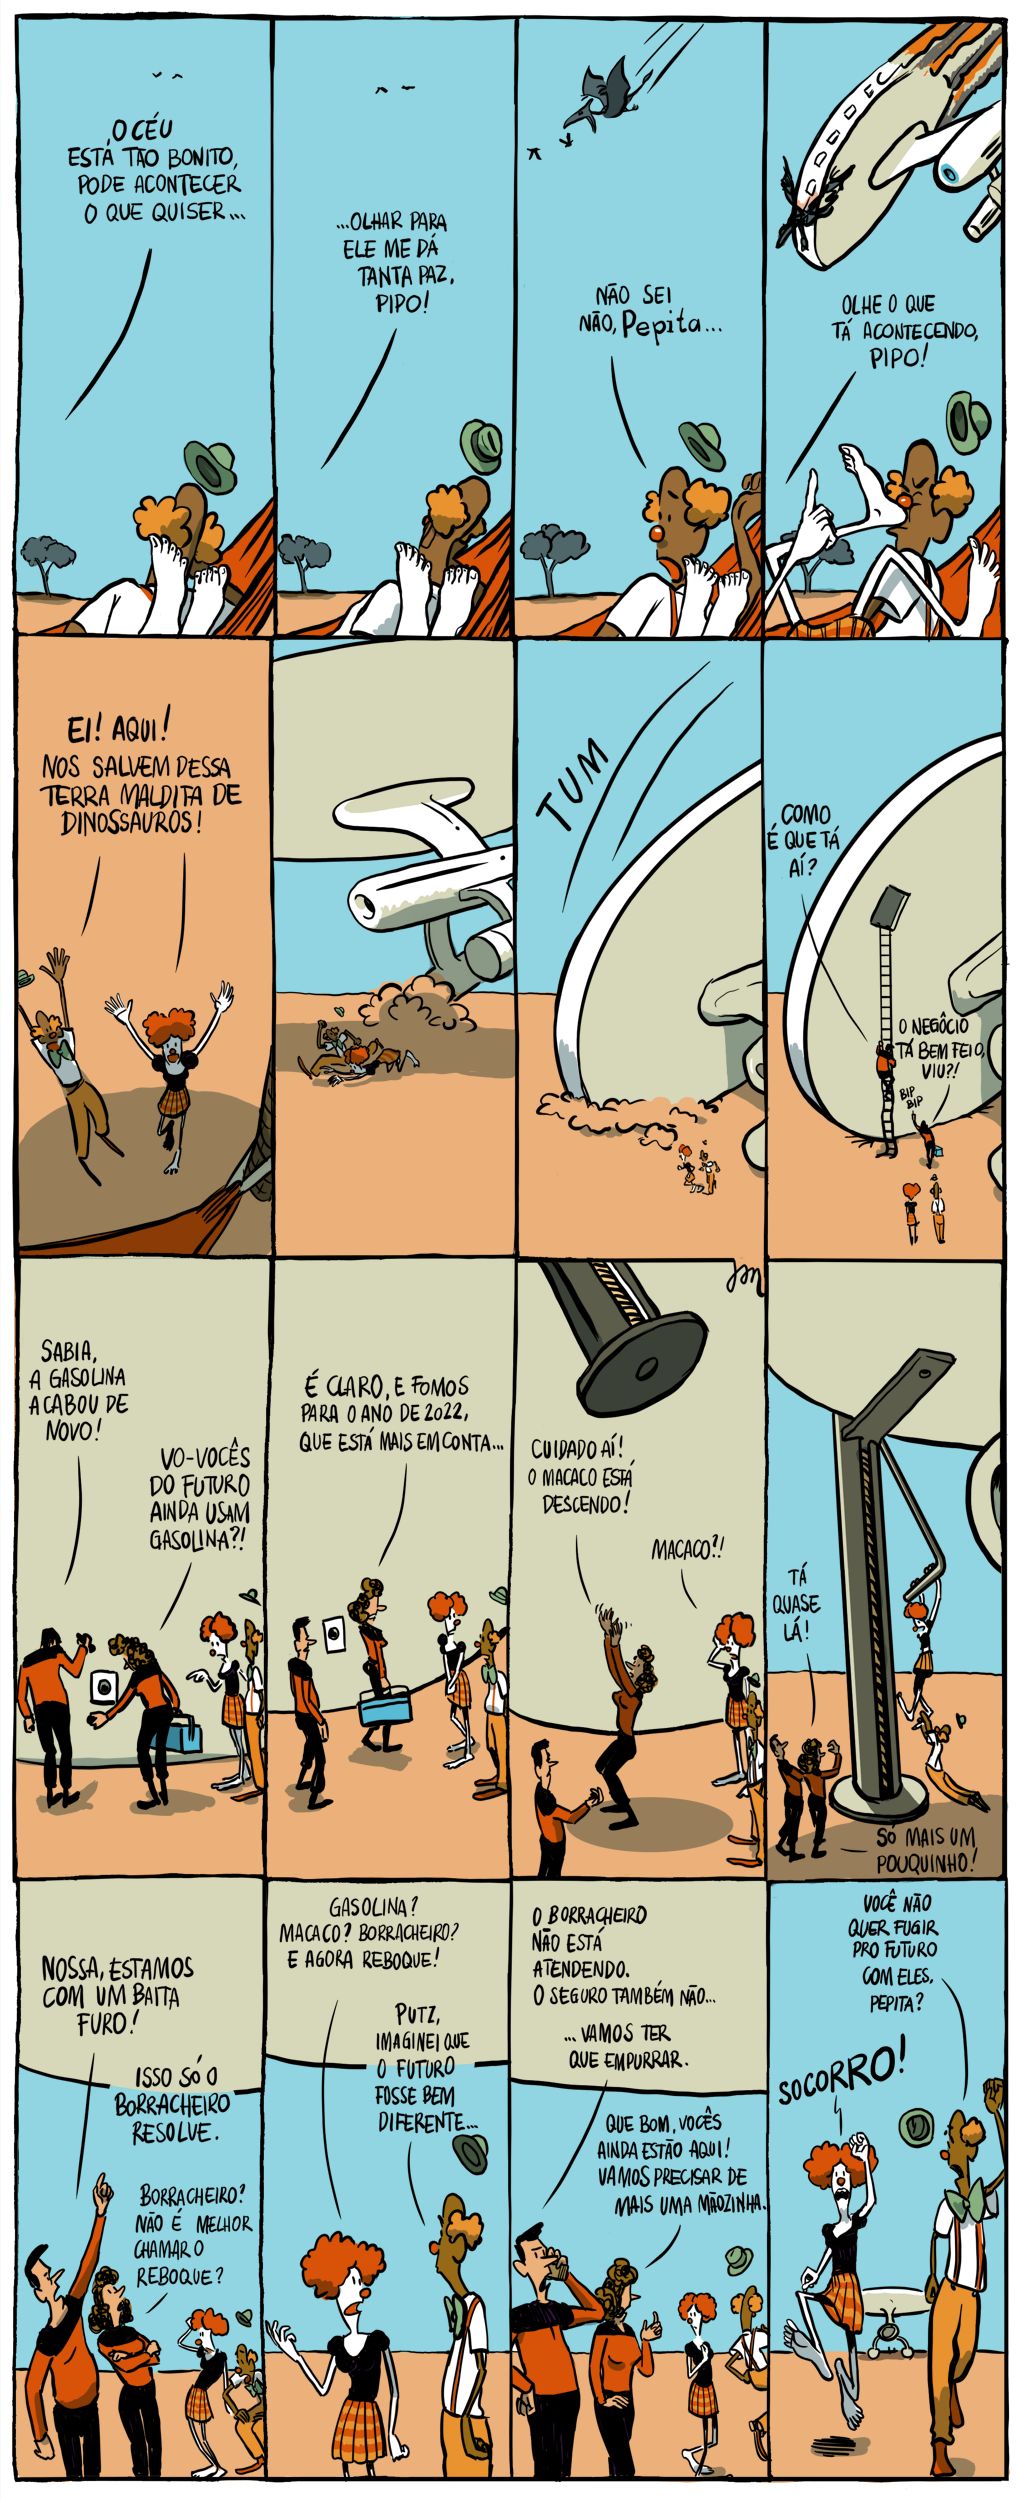 O CÉU
ESTÁ TÃO BONITO,
PODE ACONTECER
O QUE QUISER...
...OLHAR PARA
ELE ME DÁ
TANTA PAZ,
PIPO!
NÃO SEI
NÃO, Pepita...
OLHE O QUE
TÁ ACONTECENDO,
PIPO!
EI! AQUI!
NOS SALVEM DESSA
TERRA MALDITA DE
DINOSSAUROS!
TUM
COMO
É QUE TÁ
AÍ?
O NEGÔCIO
TÁ BEM FEIO,
VIU?!
BIP
BIP
SABIA,
A GASOLINA
ACABOU DE
NOVO!
VO-VOCÊS
DO FUTURO
AINDA USAM
GASOLINA?!
É CLARO, E FOMOS
PARA O ANO DE 2022,
QUE ESTÁ MAIS EM CONTA...
CUIDADO AÍ!
O MACACO ESTÁ
DESCENDO!
MACACO?!
TÁ
QUASE
LÁ!
SÓ MAIS UM
POUQUINHO!
NOSSA, ESTAMOS
COM UM BAITA
FURO!
ISSO SÓ O
BORRACHEIRO
RESOLVE.
BORRACHEIRO?
NÃO É MELHOR
CHAMAR O
REBOQUE?
GASOLINA?
MACACO? BORRACHEIRO?
E AGORA REBOQUE!
PUTZ,
IMAGINEI QUE
O FUTURO
FOSSE BEM
DIFERENTE...
O BORRACHEIRO
NÃO ESTÁ
ATENDENDO.
O SEGURO TAMBÉM NÃO...
...VAMOS TER
QUE EMPURRAR.
QUE BOM, VOCÊS
AINDA ESTÃO AQUI!
VAMOS PRECISAR DE
MAIS UMA MÃOZINHA.
VOCÊ NÃO
QUER FUGIR
PRO FUTURO
COM ELES,
PEPITA?
SOCORRO!